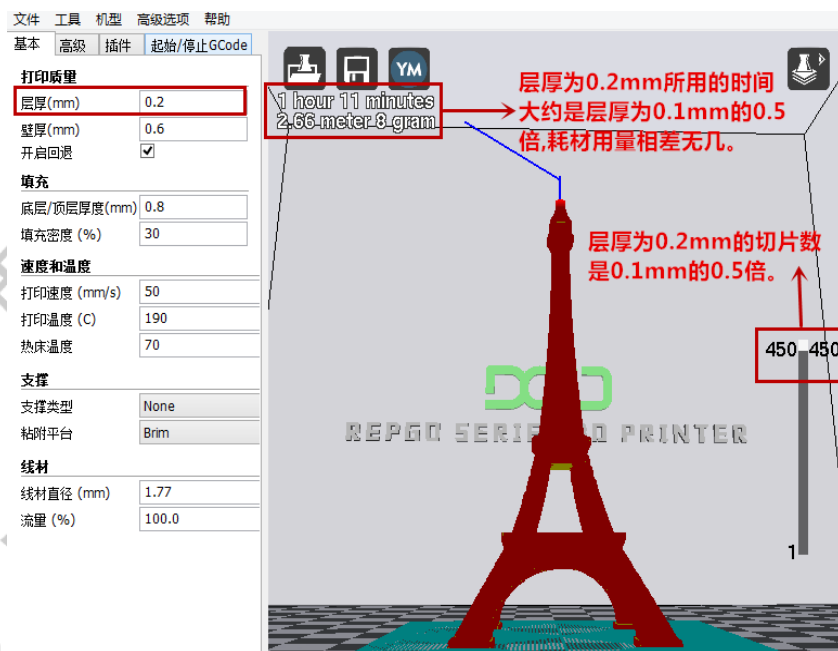 文件 工具 机型 高级选项 帮助
基本 高级 插件 起始/停止GCode
打印质量
层厚(mm) 0.2
壁厚(mm) 0.6
开启回退
填充
底层/顶层厚度(mm) 0.8
填充密度 (%) 30
速度和温度
打印速度 (mm/s) 50
打印温度 (C) 190
热床温度 70
支撑
支撑类型 None
粘附平台 Brim
线材
线材直径 (mm) 1.77
流量 (%) 100.0
YM
1 hour 11 minutes
2.66 meter 8 gram
层厚为0.2mm所用的时间
大约是层厚为0.1mm的0.5
倍,耗材用量相差无几。
层厚为0.2mm的切片数
是0.1mm的0.5倍。
450 450
1
REPGO SERIE 3D PRINTER